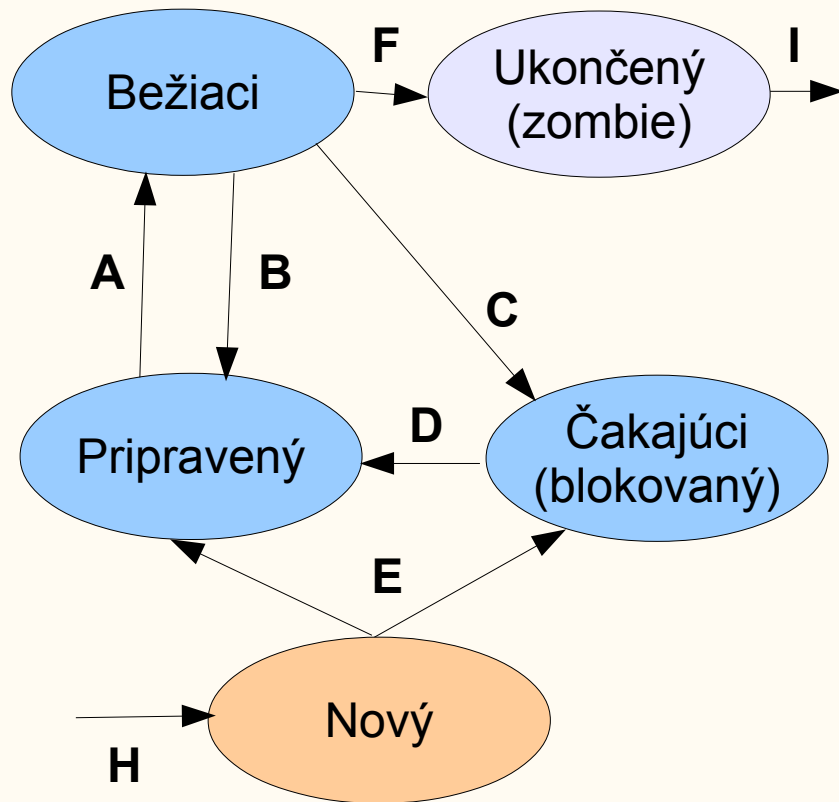 F
I
Bežiaci
Ukončený
(zombie)
A
B
C
Pripravený
D
Čakajúci
(blokovaný)
E
Nový
H